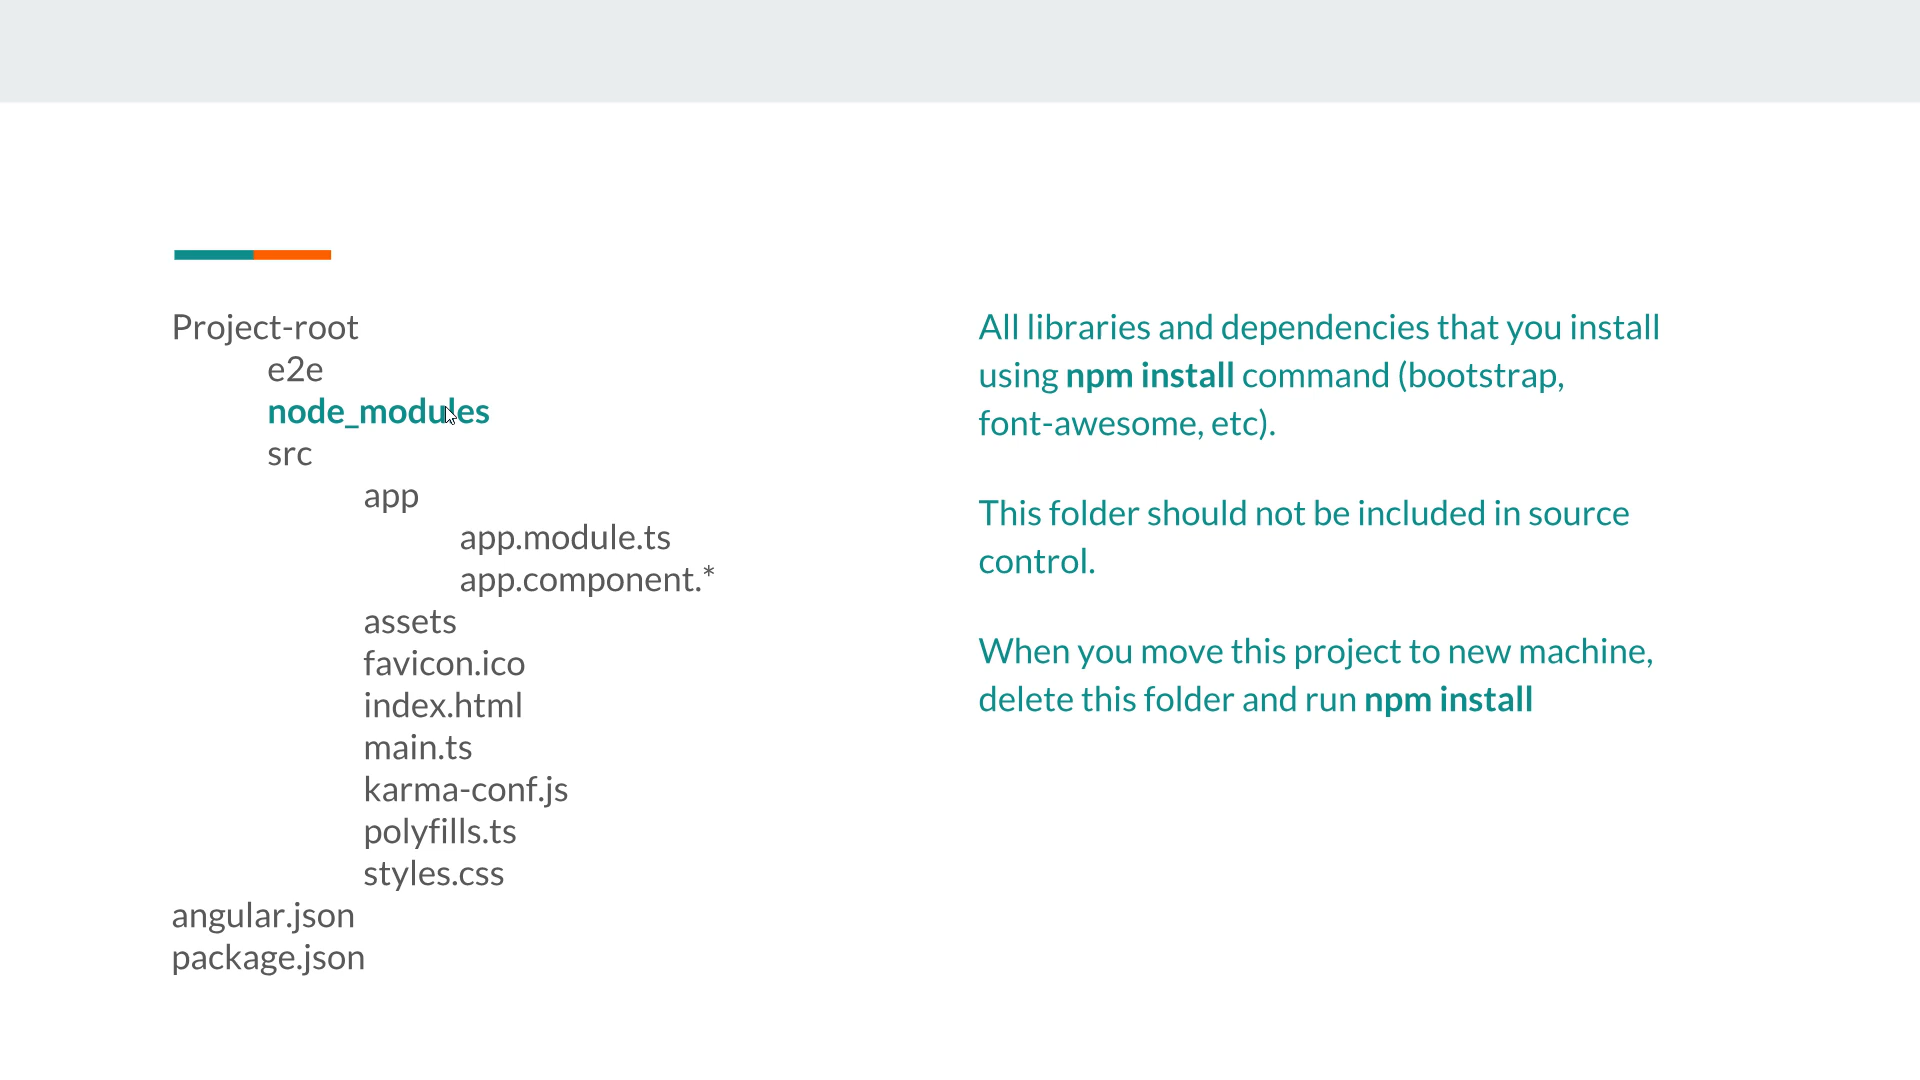 Project-root
e2e
node_modules
src
app
app.module.ts
app.component.*
assets
favicon.ico
index.html
main.ts
karma-conf.js
polyfills.ts
styles.css
angular.json
package.json
All libraries and dependencies that you install
using npm install command (bootstrap,
font-awesome, etc).
This folder should not be included in source
control.
When you move this project to new machine,
delete this folder and run npm install